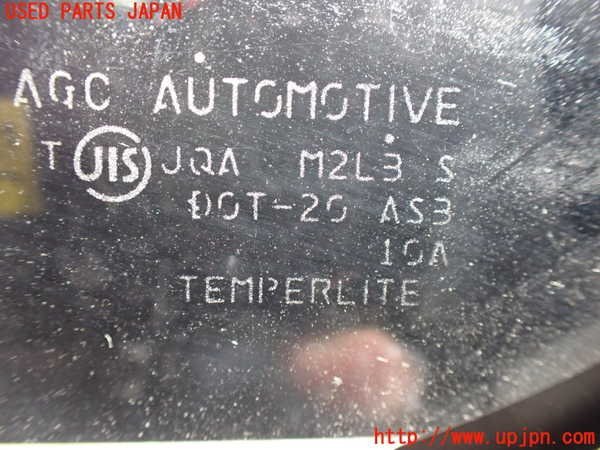 USED PARTS JAPAN
AGC AUTOMOTIVE
T JIS JQA M2L3 S
DOT-20 AS3
10A
TEMPERLITE
http://www.upjpn.com